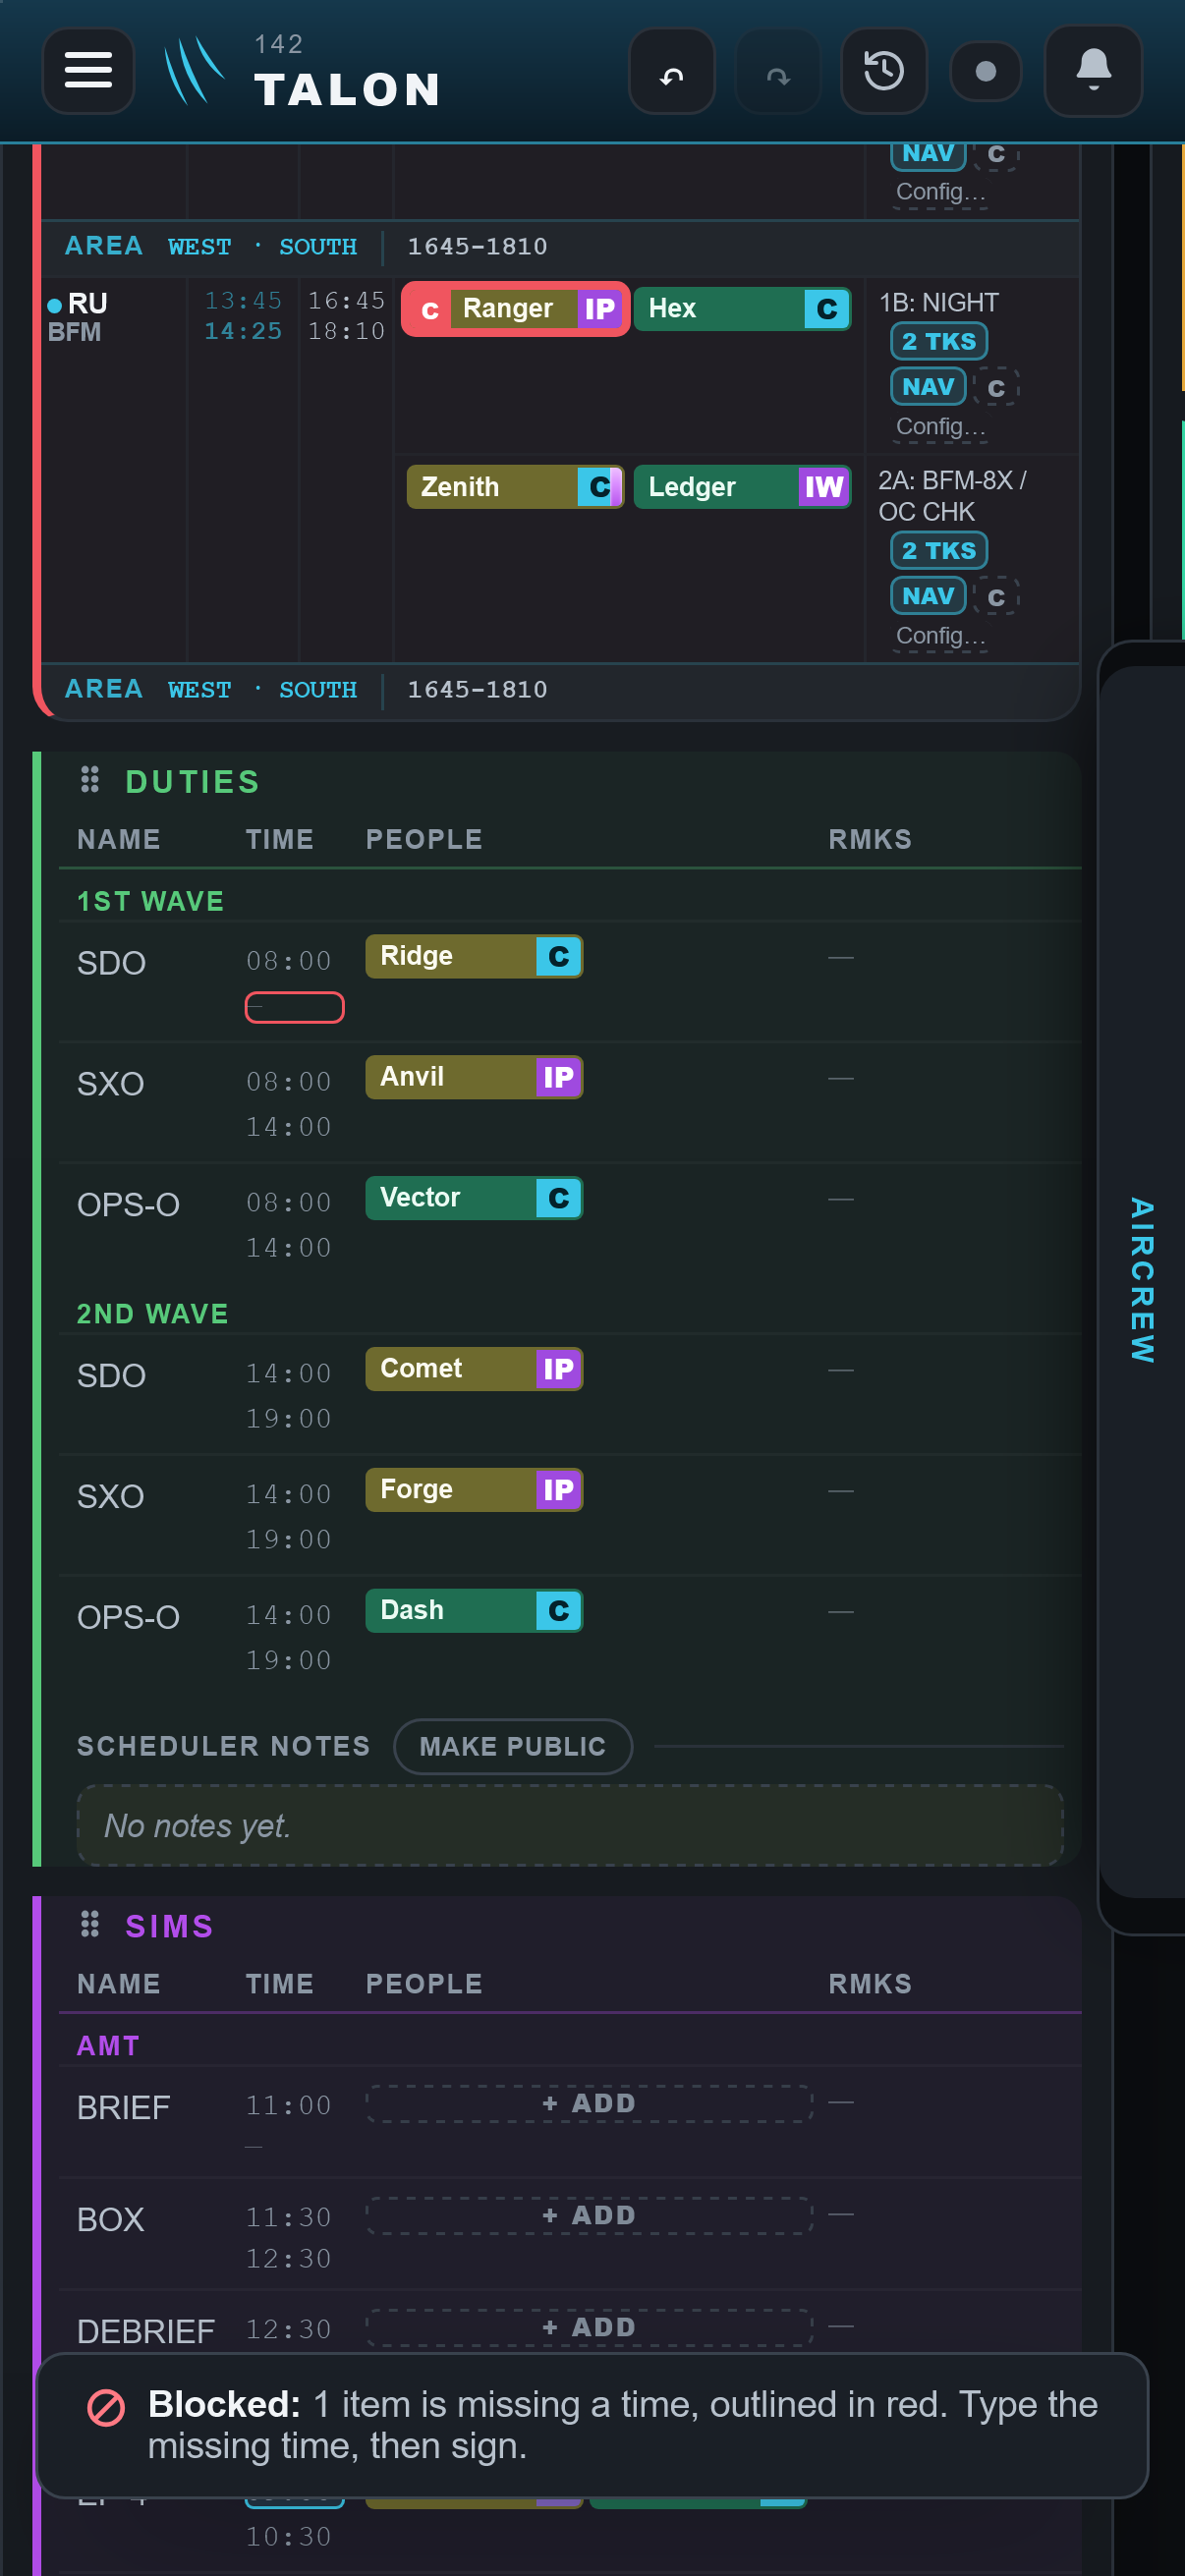 142
TALON
NAV C
Config...
AREA WEST · SOUTH 1645-1810
RU 13:45 16:45 C Ranger IP Hex C 1B: NIGHT
BFM 14:25 18:10 2 TKS
NAV C
Config...
Zenith C Ledger IW 2A: BFM-8X /
OC CHK
2 TKS
NAV C
Config...
AREA WEST · SOUTH 1645-1810
DUTIES
NAME TIME PEOPLE RMKS
1ST WAVE
SDO 08:00 Ridge C —
—
SXO 08:00 Anvil IP —
14:00
OPS-O 08:00 Vector C —
14:00
2ND WAVE
SDO 14:00 Comet IP —
19:00
SXO 14:00 Forge IP —
19:00
OPS-O 14:00 Dash C —
19:00
AIRCREW
SCHEDULER NOTES MAKE PUBLIC
No notes yet.
SIMS
NAME TIME PEOPLE RMKS
AMT
BRIEF 11:00 + ADD —
—
BOX 11:30 + ADD —
12:30
DEBRIEF 12:30 + ADD —
Blocked: 1 item is missing a time, outlined in red. Type the
missing time, then sign.
10:30